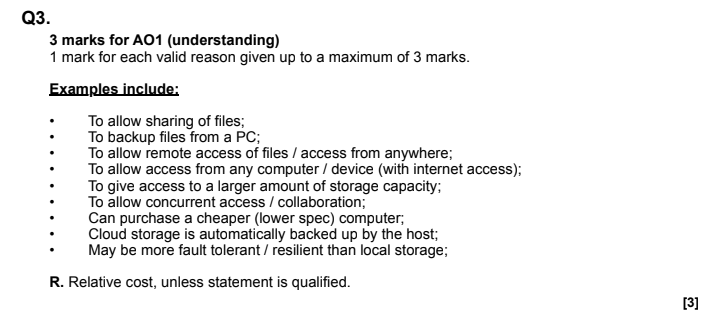 Q3.
3 marks for AO1 (understanding)
1 mark for each valid reason given up to a maximum of 3 marks.
Examples include:
• To allow sharing of files;
• To backup files from a PC;
• To allow remote access of files / access from anywhere;
• To allow access from any computer / device (with internet access);
• To give access to a larger amount of storage capacity;
• To allow concurrent access / collaboration;
• Can purchase a cheaper (lower spec) computer;
• Cloud storage is automatically backed up by the host;
• May be more fault tolerant / resilient than local storage;
R. Relative cost, unless statement is qualified.
[3]